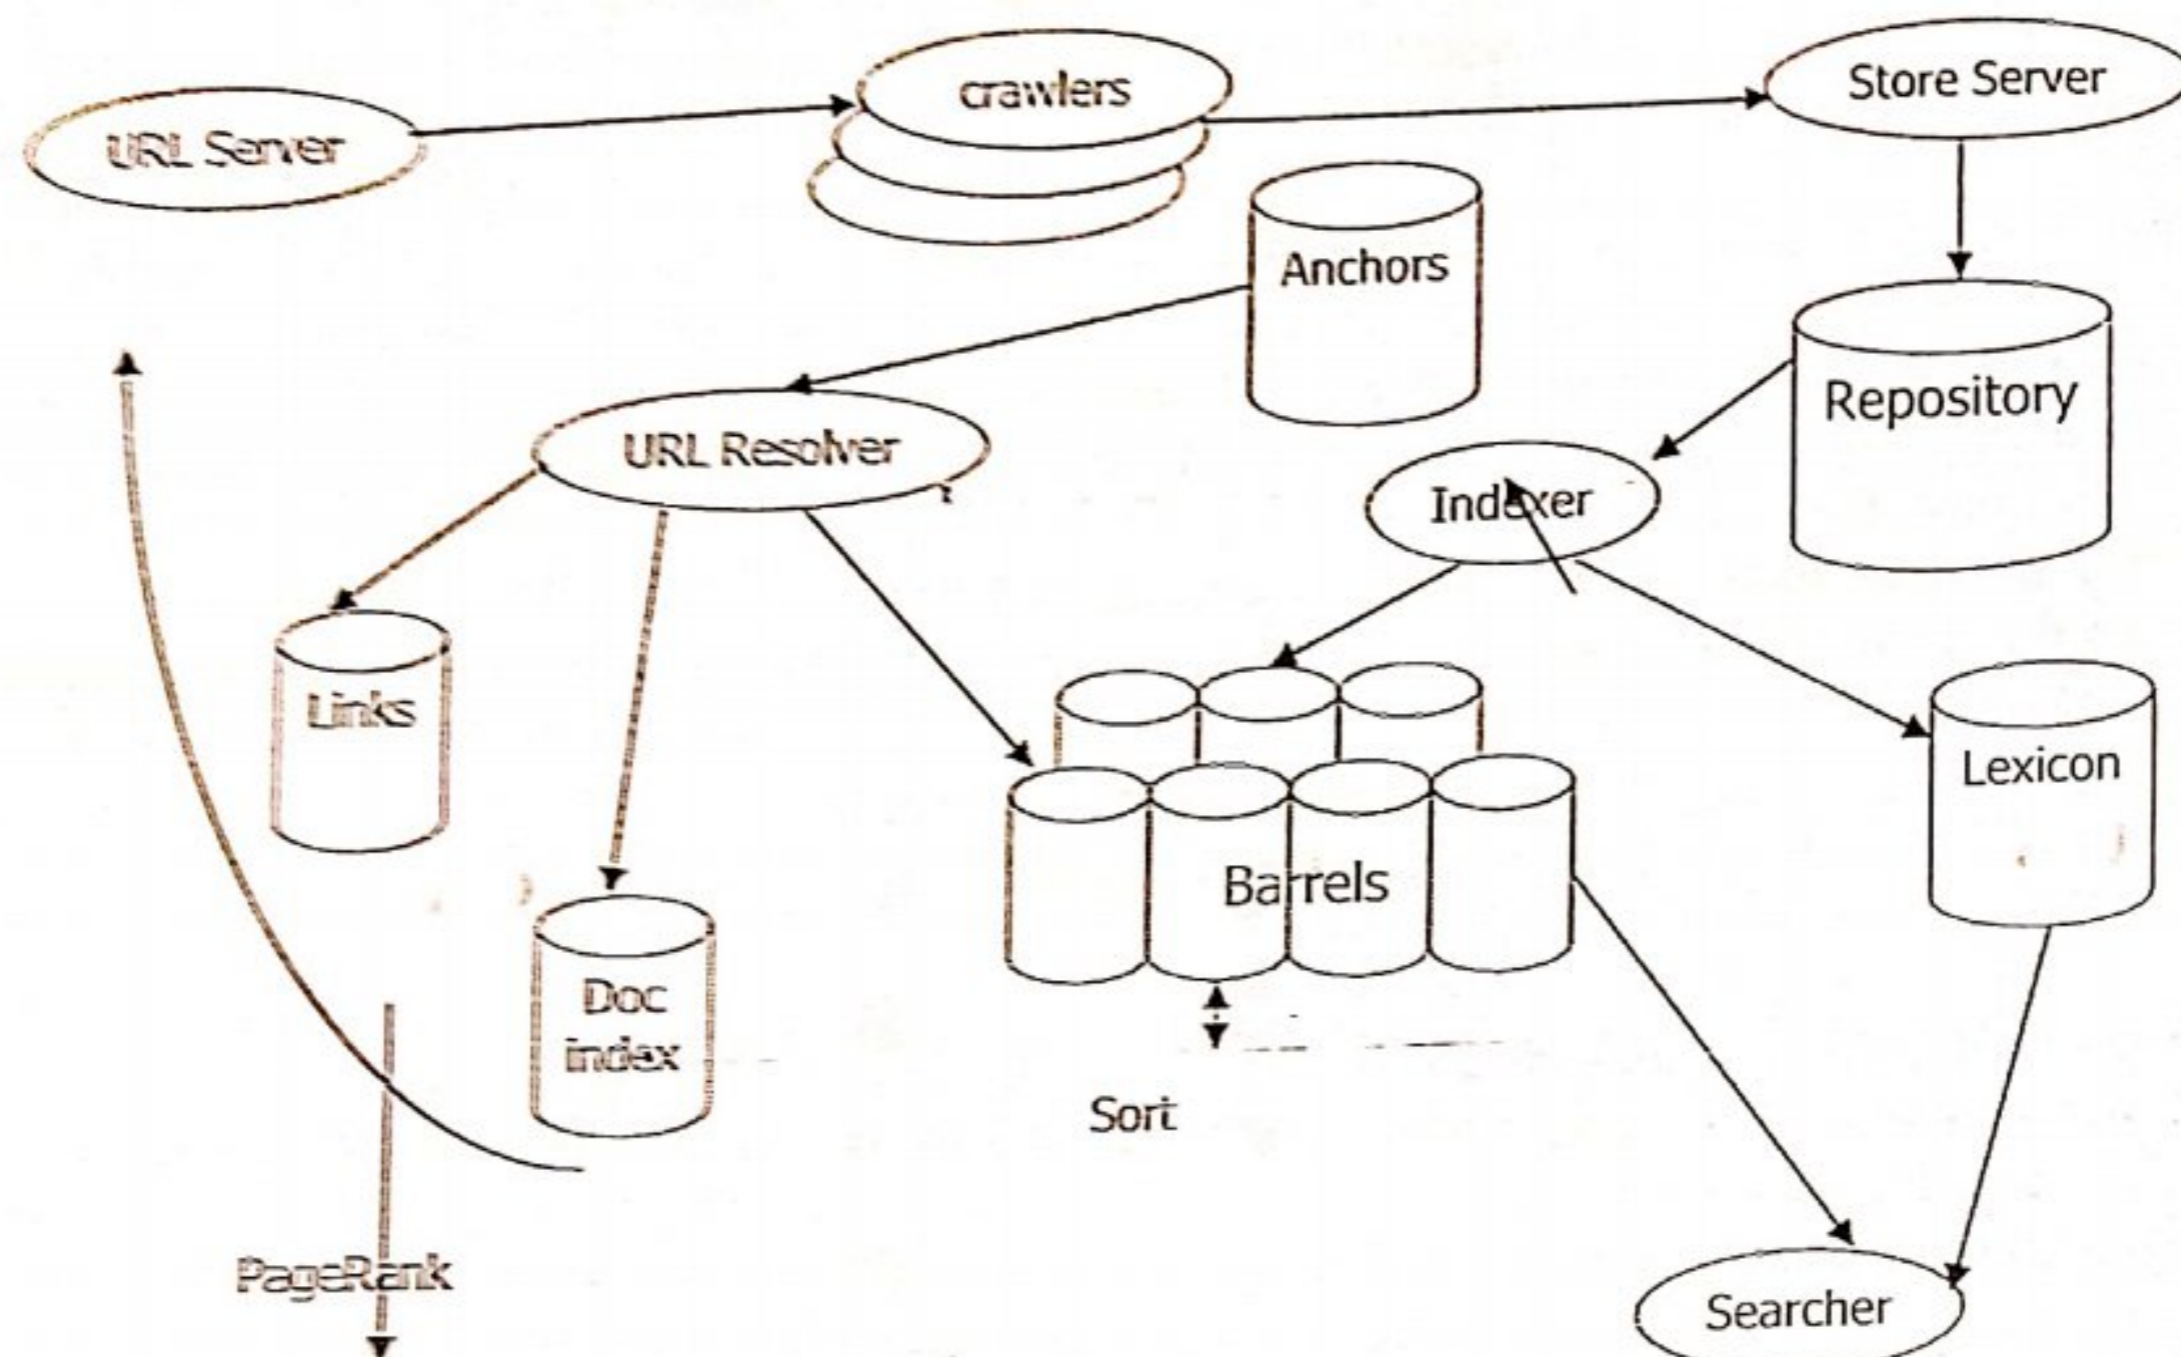 URL Server
crawlers
Store Server
Anchors
Repository
URL Resolver
Indexer
Links
Lexicon
Barrels
Doc
index
Sort
PageRank
Searcher